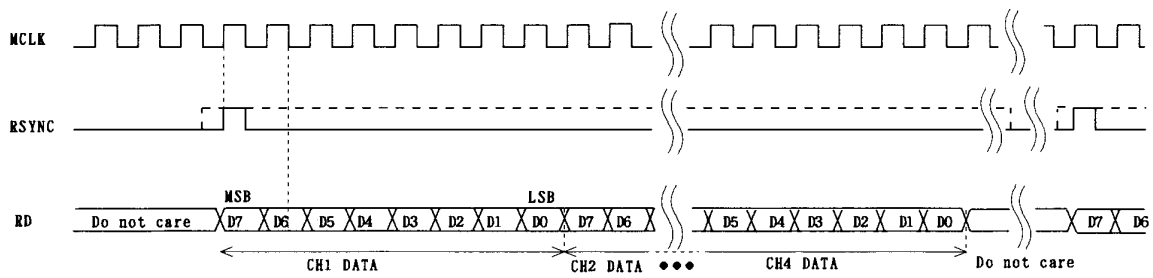 MCLK
RSYNC
MSB LSB
RD Do not care D7 D6 D5 D4 D3 D2 D1 D0 D7 D6 D5 D4 D3 D2 D1 D0 D7 D6
CH1 DATA CH2 DATA ●●● CH4 DATA Do not care